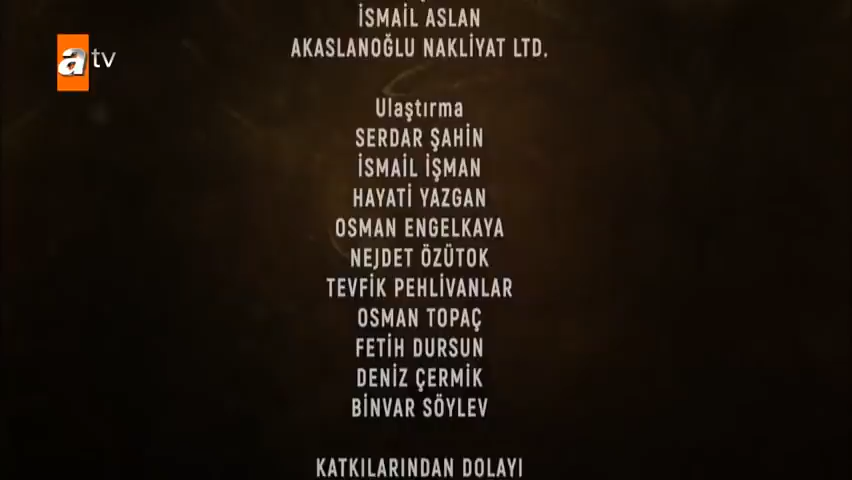 atv
İSMAİL ASLAN
AKASLANOĞLU NAKLİYAT LTD.
Ulaştırma
SERDAR ŞAHİN
İSMAİL İŞMAN
HAYATİ YAZGAN
OSMAN ENGELKAYA
NEJDET ÖZÜTOK
TEVFİK PEHLİVANLAR
OSMAN TOPAÇ
FETİH DURSUN
DENİZ ÇERMİK
BİNVAR SÖYLEV
KATKILARINDAN DOLAYI